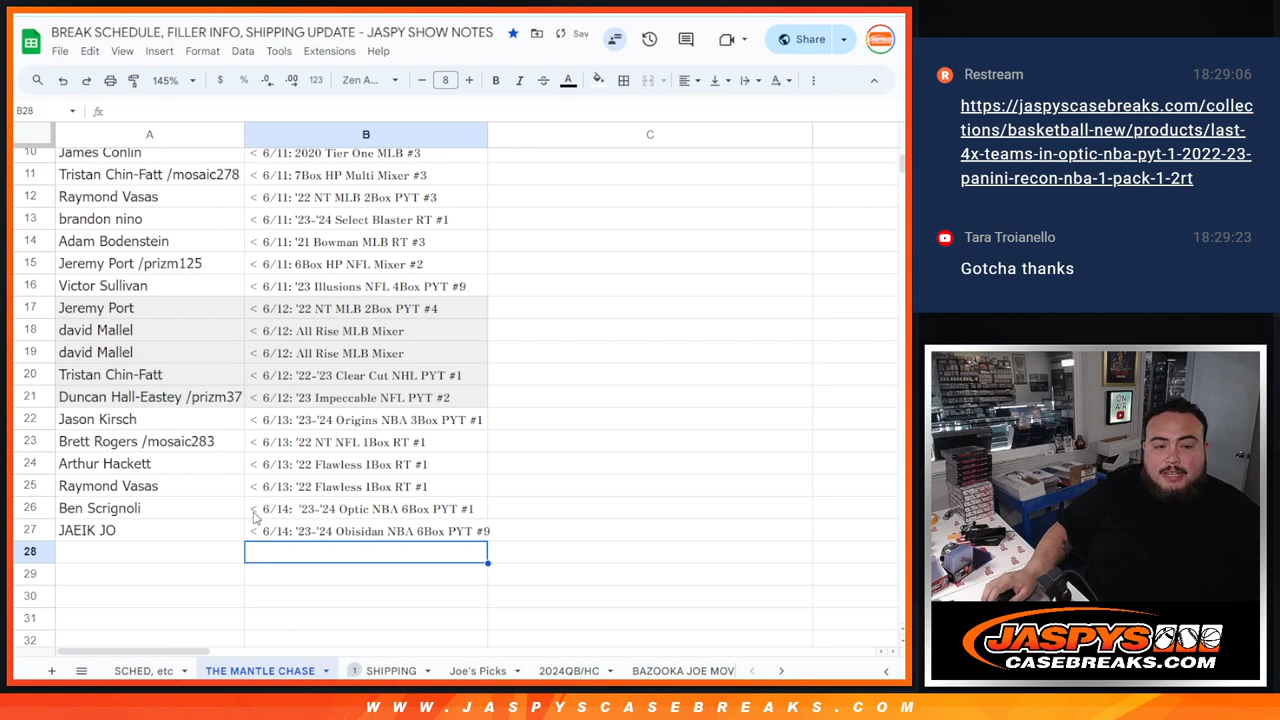 BREAK SCHEDULE, FILLER INFO, SHIPPING UPDATE - JASPY SHOW NOTES
Sav
File Edit View Insert Format Data Tools Extensions Help
Share
145% $ % .0 .00 123 Zen A... 8 B I A
B28 fx
A B C
10 James Conlin < 6/11: 2020 Tier One MLB #3
11 Tristan Chin-Fatt /mosaic278 < 6/11: 7Box HP Multi Mixer #3
12 Raymond Vasas < 6/11: '22 NT MLB 2Box PYT #3
13 brandon nino < 6/11: '23-'24 Select Blaster RT #1
14 Adam Bodenstein < 6/11: '21 Bowman MLB RT #3
15 Jeremy Port /prizm125 < 6/11: 6Box HP NFL Mixer #2
16 Victor Sullivan < 6/11: '23 Illusions NFL 4Box PYT #9
17 Jeremy Port < 6/12: '22 NT MLB 2Box PYT #4
18 david Mallel < 6/12: All Rise MLB Mixer
19 david Mallel < 6/12: All Rise MLB Mixer
20 Tristan Chin-Fatt < 6/12: '22-'23 Clear Cut NHL PYT #1
21 Duncan Hall-Eastey /prizm37 < 6/12: '23 Impeccable NFL PYT #2
22 Jason Kirsch < 6/13: '23-'24 Origins NBA 3Box PYT #1
23 Brett Rogers /mosaic283 < 6/13: '22 NT NFL 1Box RT #1
24 Arthur Hackett < 6/13: '22 Flawless 1Box RT #1
25 Raymond Vasas < 6/13: '22 Flawless 1Box RT #1
26 Ben Scrignoli < 6/14: '23-'24 Optic NBA 6Box PYT #1
27 JAEIK JO < 6/14: '23-'24 Obisidan NBA 6Box PYT #9
28
29
30
31
32
SCHED, etc THE MANTLE CHASE 1 SHIPPING Joe's Picks 2024QB/HC BAZOOKA JOE MOV
Restream 18:29:06
https://jaspyscasebreaks.com/collec
tions/basketball-new/products/last-
4x-teams-in-optic-nba-pyt-1-2022-23-
panini-recon-nba-1-pack-1-2rt
Tara Troianello 18:29:23
Gotcha thanks
ON AIR
JASPYS
CASEBREAKS.COM
WWW.JASPYSCASEBREAKS.COM